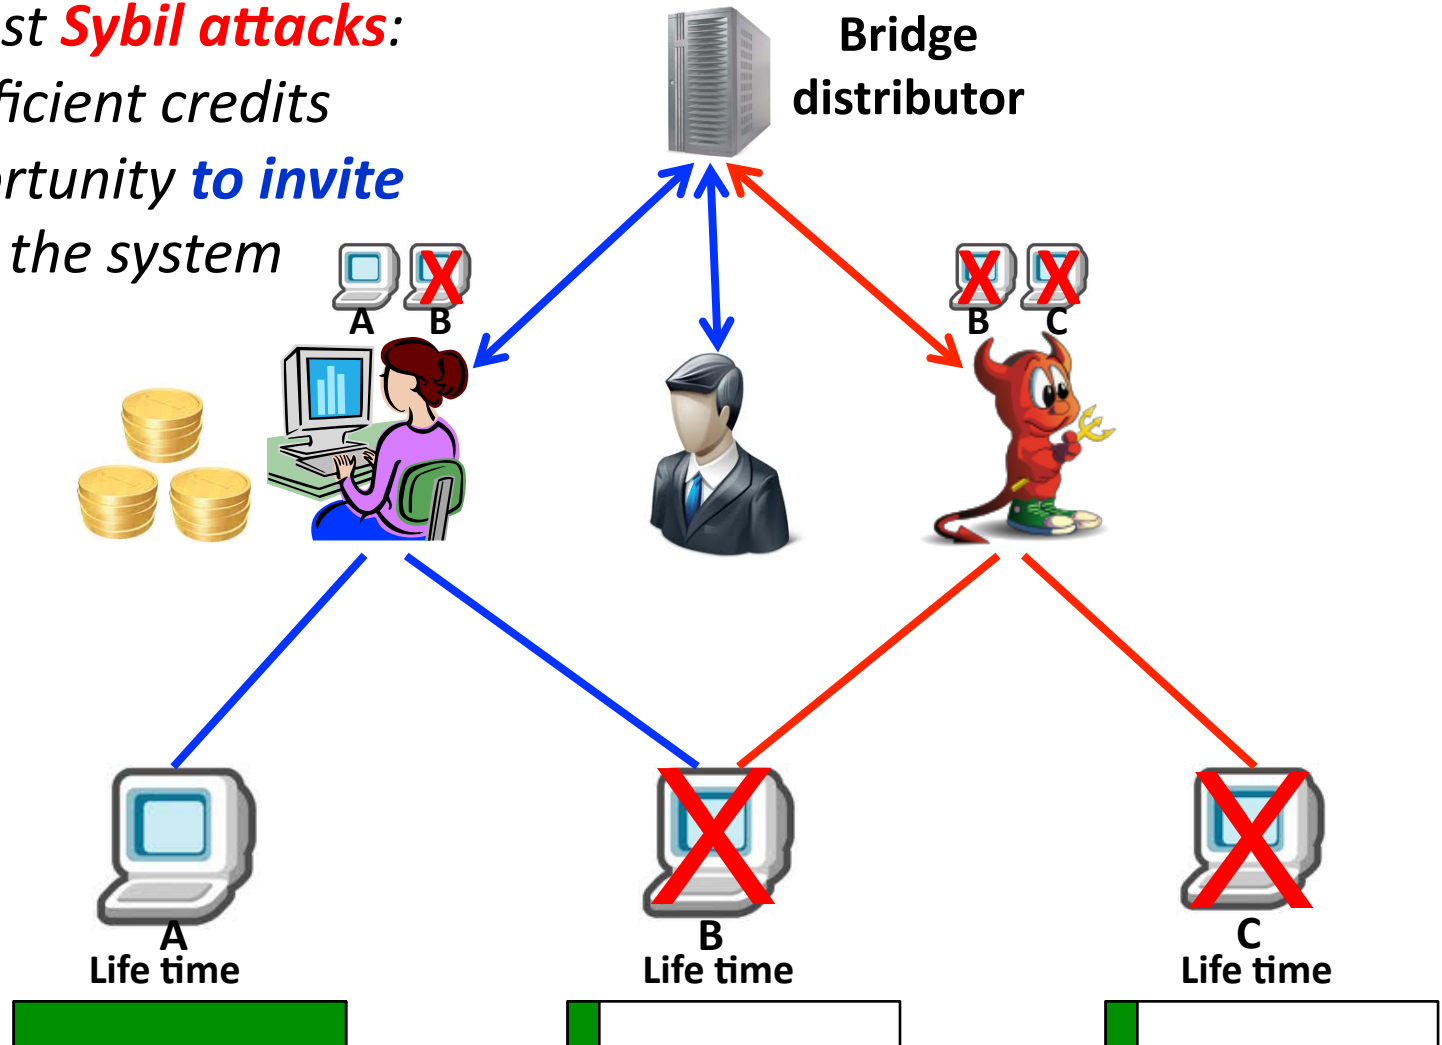 st Sybil attacks:
ficient credits
rtunity to invite
the system
Bridge
distributor
A B
B C
A
Life time
B
Life time
C
Life time